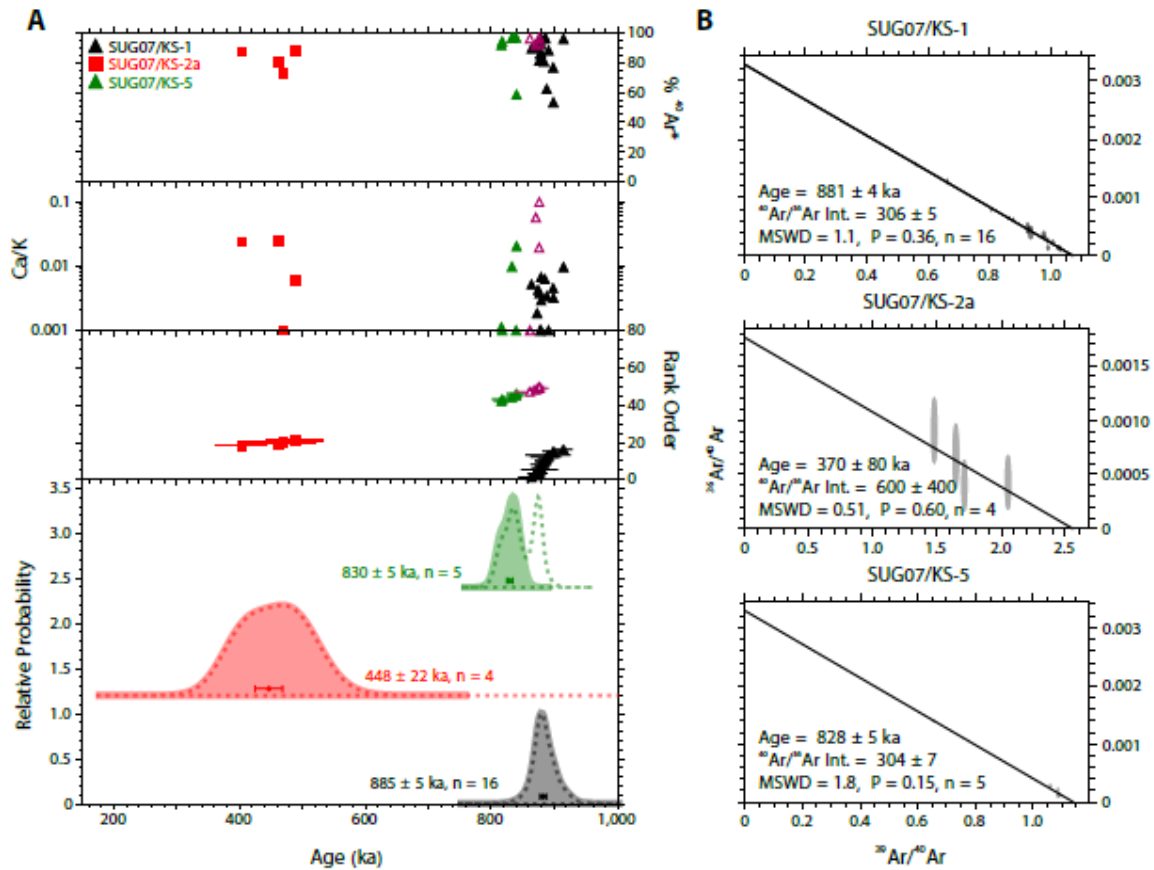 A
SUG07/KS-1
SUG07/KS-2a
SUG07/KS-5
100
80
60
40
20
0
% ⁴⁰Ar*
0.1
0.01
0.001
Ca/K
80
60
40
20
0
Rank Order
3.5
3.0
2.5
2.0
1.5
1.0
0.5
0
Relative Probability
830 ± 5 ka, n = 5
448 ± 22 ka, n = 4
885 ± 5 ka, n = 16
200
400
600
800
1,000
Age (ka)
B
SUG07/KS-1
0.003
0.002
0.001
0
Age = 881 ± 4 ka
⁴⁰Ar/³⁶Ar Int. = 306 ± 5
MSWD = 1.1, P = 0.36, n = 16
0 0.2 0.4 0.6 0.8 1.0
SUG07/KS-2a
0.0015
0.0010
0.0005
0
³⁶Ar/⁴⁰Ar
Age = 370 ± 80 ka
⁴⁰Ar/³⁶Ar Int. = 600 ± 400
MSWD = 0.51, P = 0.60, n = 4
0 0.5 1.0 1.5 2.0 2.5
SUG07/KS-5
0.003
0.002
0.001
0
Age = 828 ± 5 ka
⁴⁰Ar/³⁶Ar Int. = 304 ± 7
MSWD = 1.8, P = 0.15, n = 5
0 0.2 0.4 0.6 0.8 1.0
³⁹Ar/⁴⁰Ar